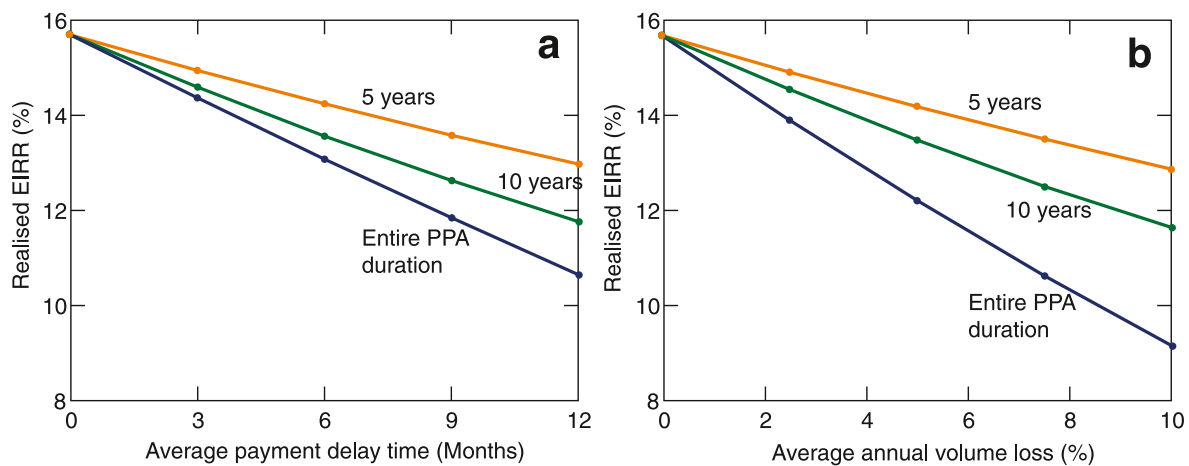 a
16
14
12
10
8
Realised EIRR (%)
5 years
10 years
Entire PPA
duration
0
3
6
9
12
Average payment delay time (Months)
b
16
14
12
10
8
Realised EIRR (%)
5 years
10 years
Entire PPA
duration
0
2
4
6
8
10
Average annual volume loss (%)